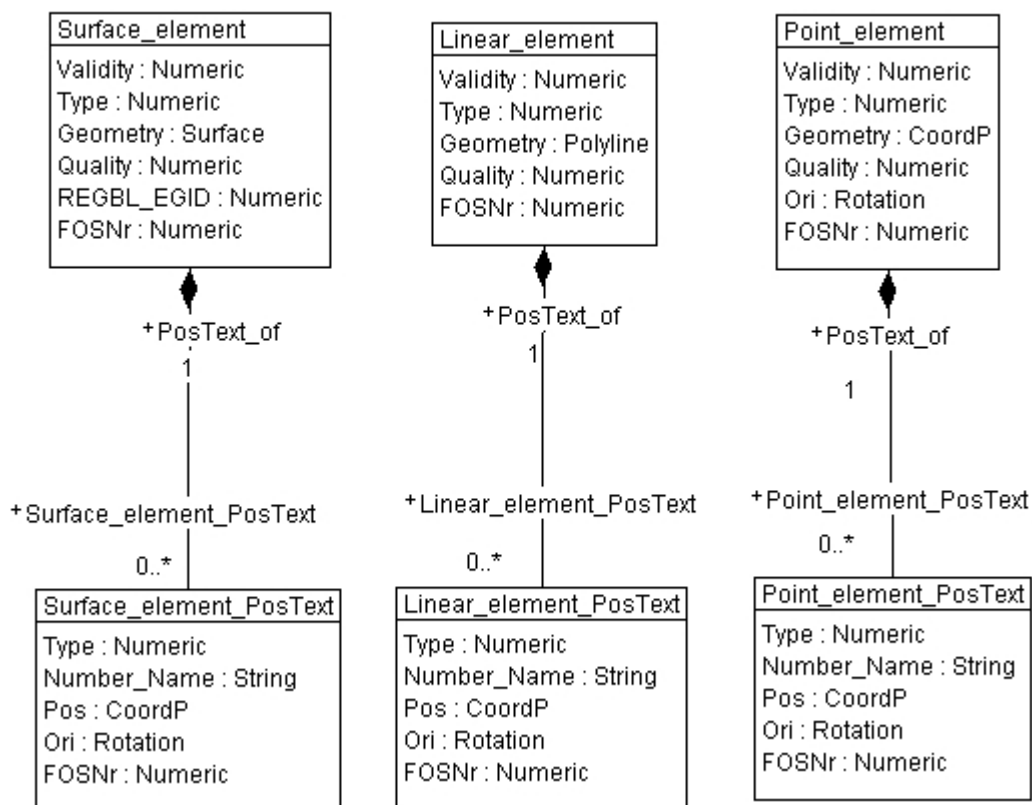 Surface_element
Validity : Numeric
Type : Numeric
Geometry : Surface
Quality : Numeric
REGBL_EGID : Numeric
FOSNr : Numeric
+PosText_of
1
+Surface_element_PosText
0..*
Surface_element_PosText
Type : Numeric
Number_Name : String
Pos : CoordP
Ori : Rotation
FOSNr : Numeric
Linear_element
Validity : Numeric
Type : Numeric
Geometry : Polyline
Quality : Numeric
FOSNr : Numeric
+PosText_of
1
+Linear_element_PosText
0..*
Linear_element_PosText
Type : Numeric
Number_Name : String
Pos : CoordP
Ori : Rotation
FOSNr : Numeric
Point_element
Validity : Numeric
Type : Numeric
Geometry : CoordP
Quality : Numeric
Ori : Rotation
FOSNr : Numeric
+PosText_of
1
+Point_element_PosText
0..*
Point_element_PosText
Type : Numeric
Number_Name : String
Pos : CoordP
Ori : Rotation
FOSNr : Numeric